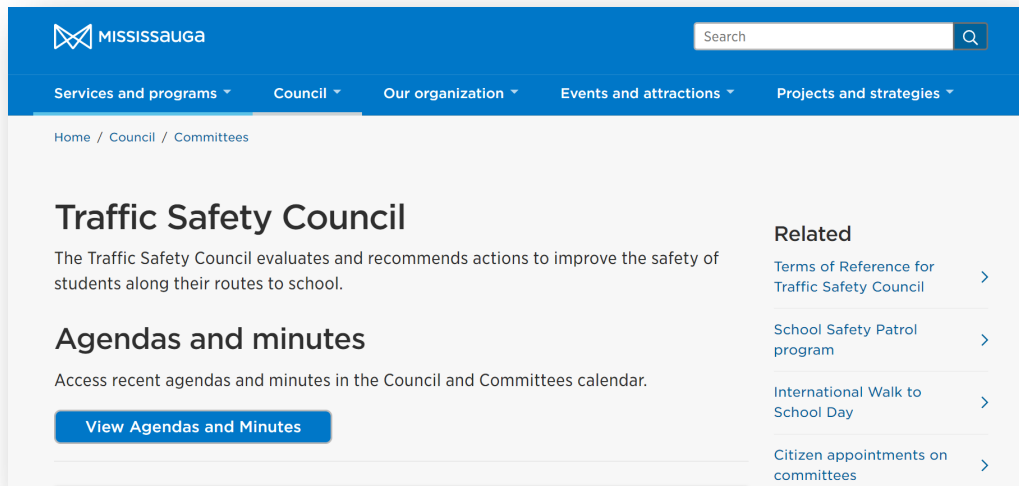 MISSISSauGa
Search
Services and programs
Council
Our organization
Events and attractions
Projects and strategies
Home / Council / Committees
Traffic Safety Council
The Traffic Safety Council evaluates and recommends actions to improve the safety of
students along their routes to school.
Agendas and minutes
Access recent agendas and minutes in the Council and Committees calendar.
View Agendas and Minutes
Related
Terms of Reference for
Traffic Safety Council
School Safety Patrol
program
International Walk to
School Day
Citizen appointments on
committees